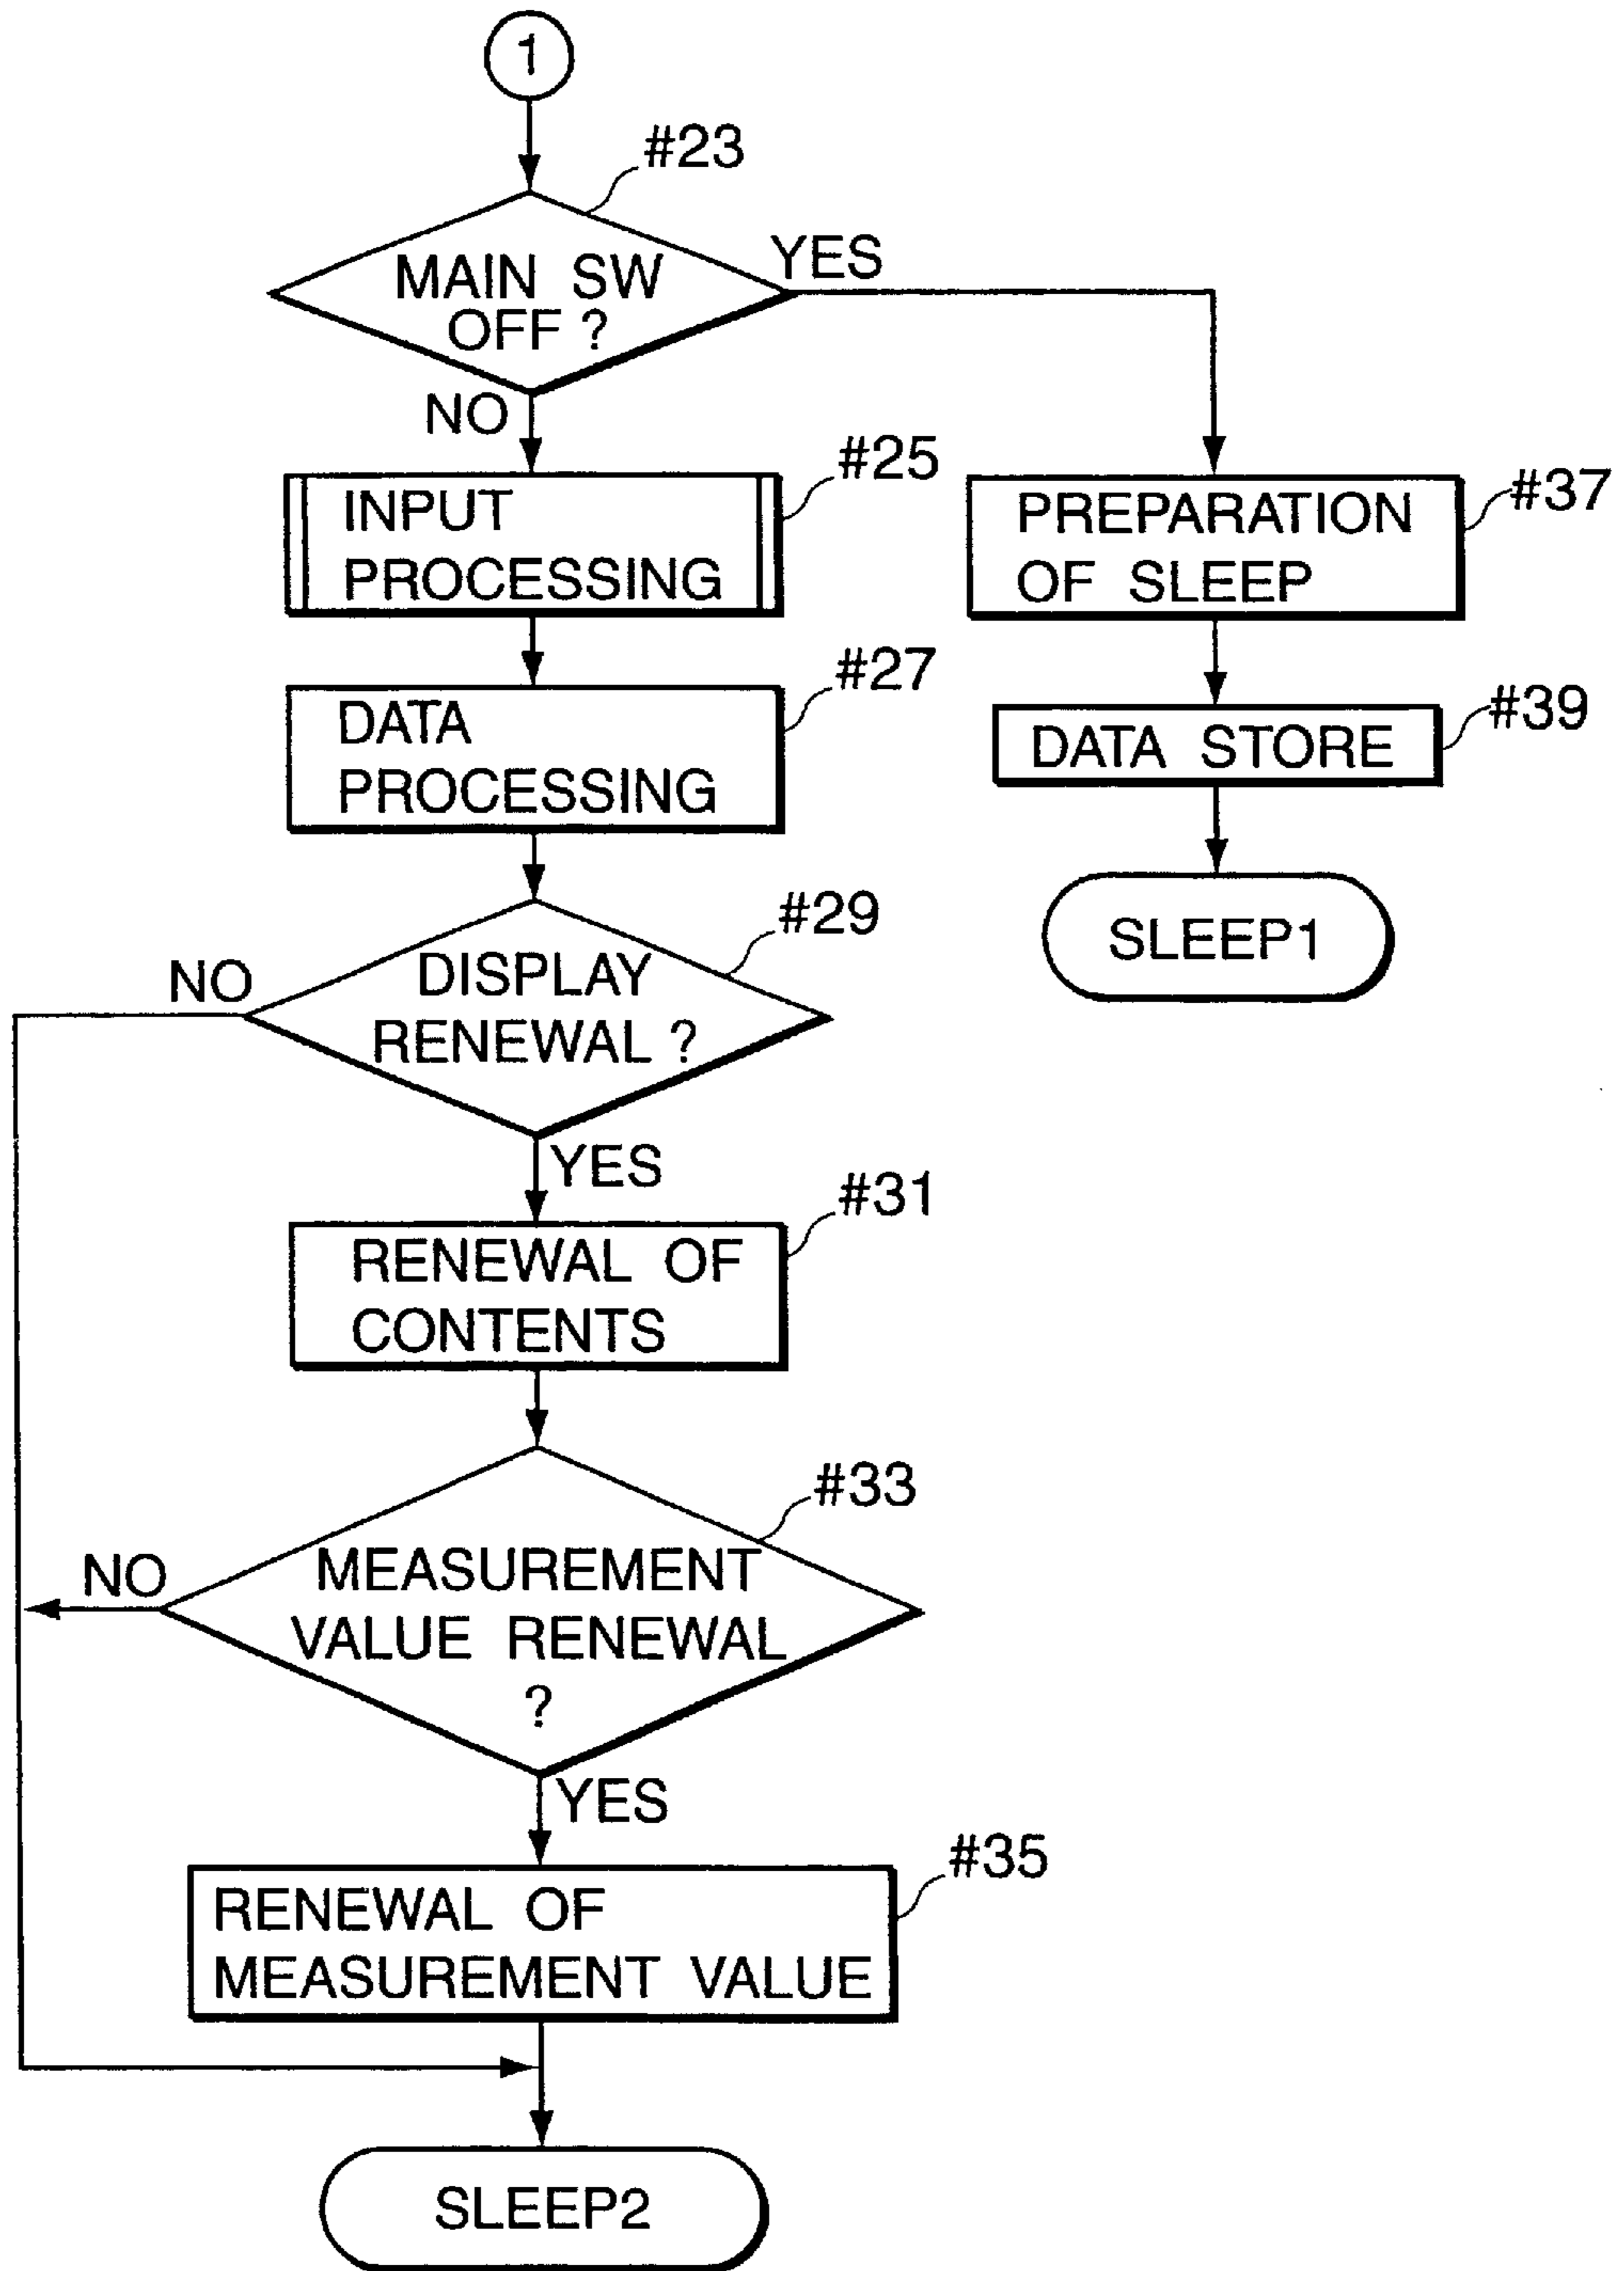 1
#23
YES
MAIN SW
OFF ?
NO
#25
INPUT
PROCESSING
#37
PREPARATION
OF SLEEP
#27
DATA
PROCESSING
#39
DATA STORE
#29
SLEEP1
NO
DISPLAY
RENEWAL ?
YES
#31
RENEWAL OF
CONTENTS
#33
NO
MEASUREMENT
VALUE RENEWAL
?
YES
#35
RENEWAL OF
MEASUREMENT VALUE
SLEEP2